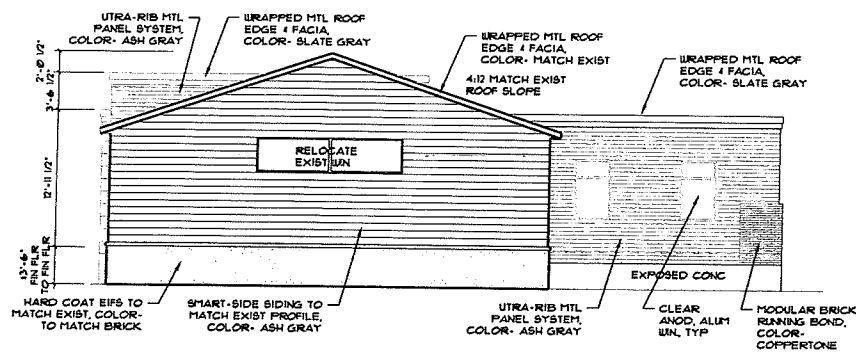 UTRA-RIB MTL
PANEL SYSTEM,
COLOR- ASH GRAY
WRAPPED MTL ROOF
EDGE & FACIA,
COLOR- SLATE GRAY
WRAPPED MTL ROOF
EDGE & FACIA,
COLOR- MATCH EXIST
4:12 MATCH EXIST
ROOF SLOPE
WRAPPED MTL ROOF
EDGE & FACIA,
COLOR- SLATE GRAY
2'-0 1/2"
3'-6 1/2"
12'-11 1/2"
±3'-6"
FIN FLR
TO FIN FLR
RELOCATE
EXIST WN
EXPOSED CONC
HARD COAT EIFS TO
MATCH EXIST, COLOR-
TO MATCH BRICK
SMART-SIDE SIDING TO
MATCH EXIST PROFILE,
COLOR- ASH GRAY
UTRA-RIB MTL
PANEL SYSTEM,
COLOR- ASH GRAY
CLEAR
ANOD, ALUM
WN, TYP
MODULAR BRICK
RUNNING BOND,
COLOR-
COPPERTONE